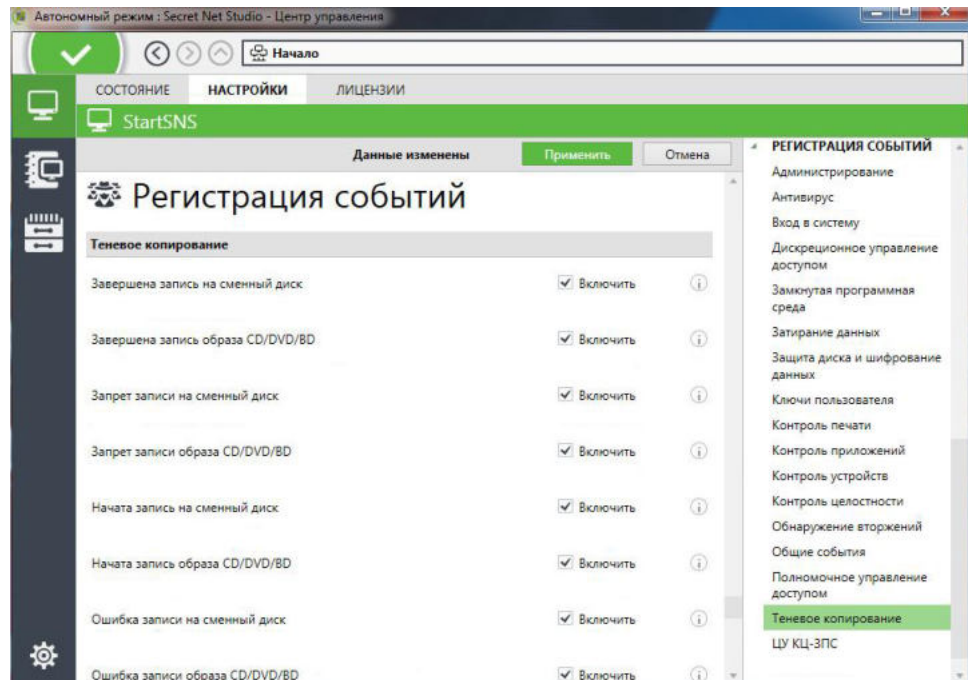 Автономный режим : Secret Net Studio - Центр управления
Начало
СОСТОЯНИЕ НАСТРОЙКИ ЛИЦЕНЗИИ
StartSNS
Данные изменены Применить Отмена
Регистрация событий
Теневое копирование
Завершена запись на сменный диск Включить
Завершена запись образа CD/DVD/BD Включить
Запрет записи на сменный диск Включить
Запрет записи образа CD/DVD/BD Включить
Начата запись на сменный диск Включить
Начата запись образа CD/DVD/BD Включить
Ошибка записи на сменный диск Включить
Ошибка записи образа CD/DVD/BD Включить
РЕГИСТРАЦИЯ СОБЫТИЙ
Администрирование
Антивирус
Вход в систему
Дискреционное управление
доступом
Замкнутая программная
среда
Затирание данных
Защита диска и шифрование
данных
Ключи пользователя
Контроль печати
Контроль приложений
Контроль устройств
Контроль целостности
Обнаружение вторжений
Общие события
Полномочное управление
доступом
Теневое копирование
ЦУ КЦ-ЗПС